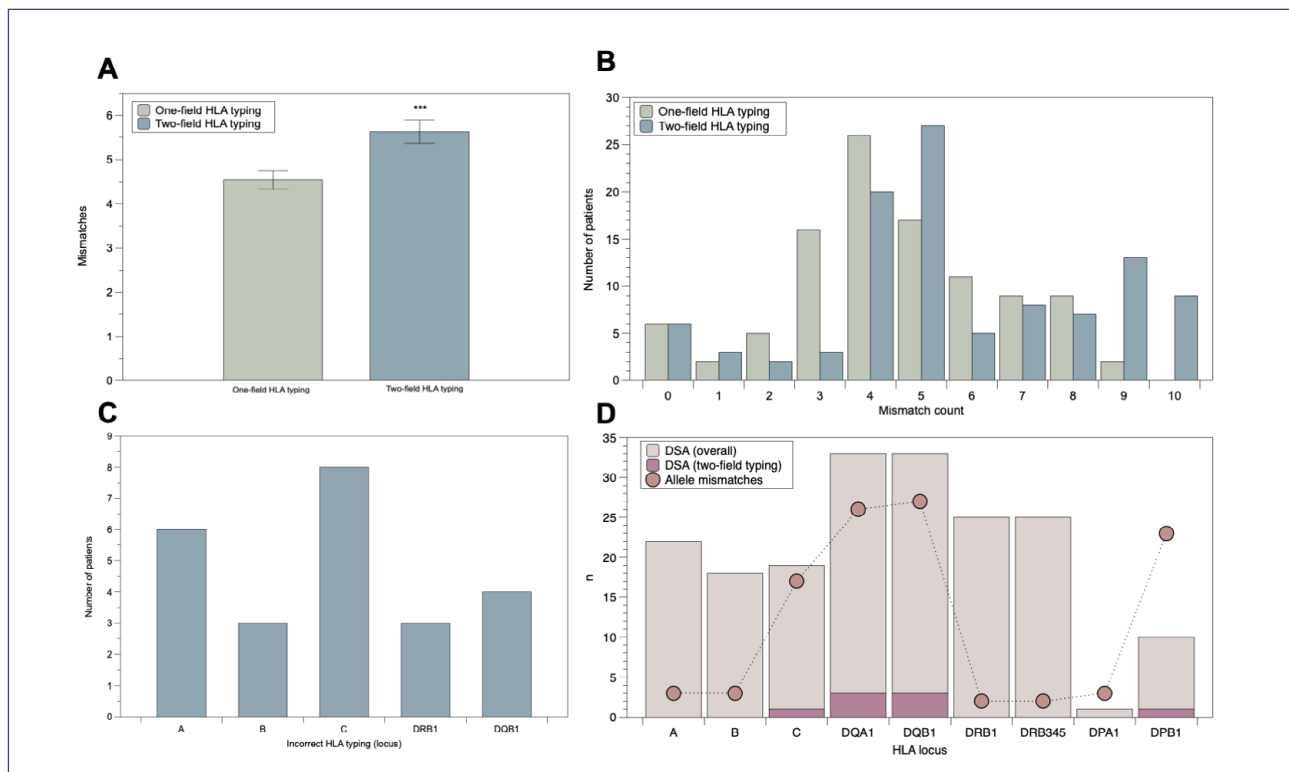 A
One-field HLA typing
Two-field HLA typing
***
Mismatches
6
5
4
3
2
1
0
One-field HLA typing
Two-field HLA typing
B
One-field HLA typing
Two-field HLA typing
Number of patients
30
25
20
15
10
5
0
0 1 2 3 4 5 6 7 8 9 10
Mismatch count
C
Number of patients
9
8
7
6
5
4
3
2
1
0
A B C DRB1 DQB1
Incorrect HLA typing (locus)
D
DSA (overall)
DSA (two-field typing)
Allele mismatches
n
35
30
25
20
15
10
5
0
A B C DQA1 DQB1 DRB1 DRB345 DPA1 DPB1
HLA locus